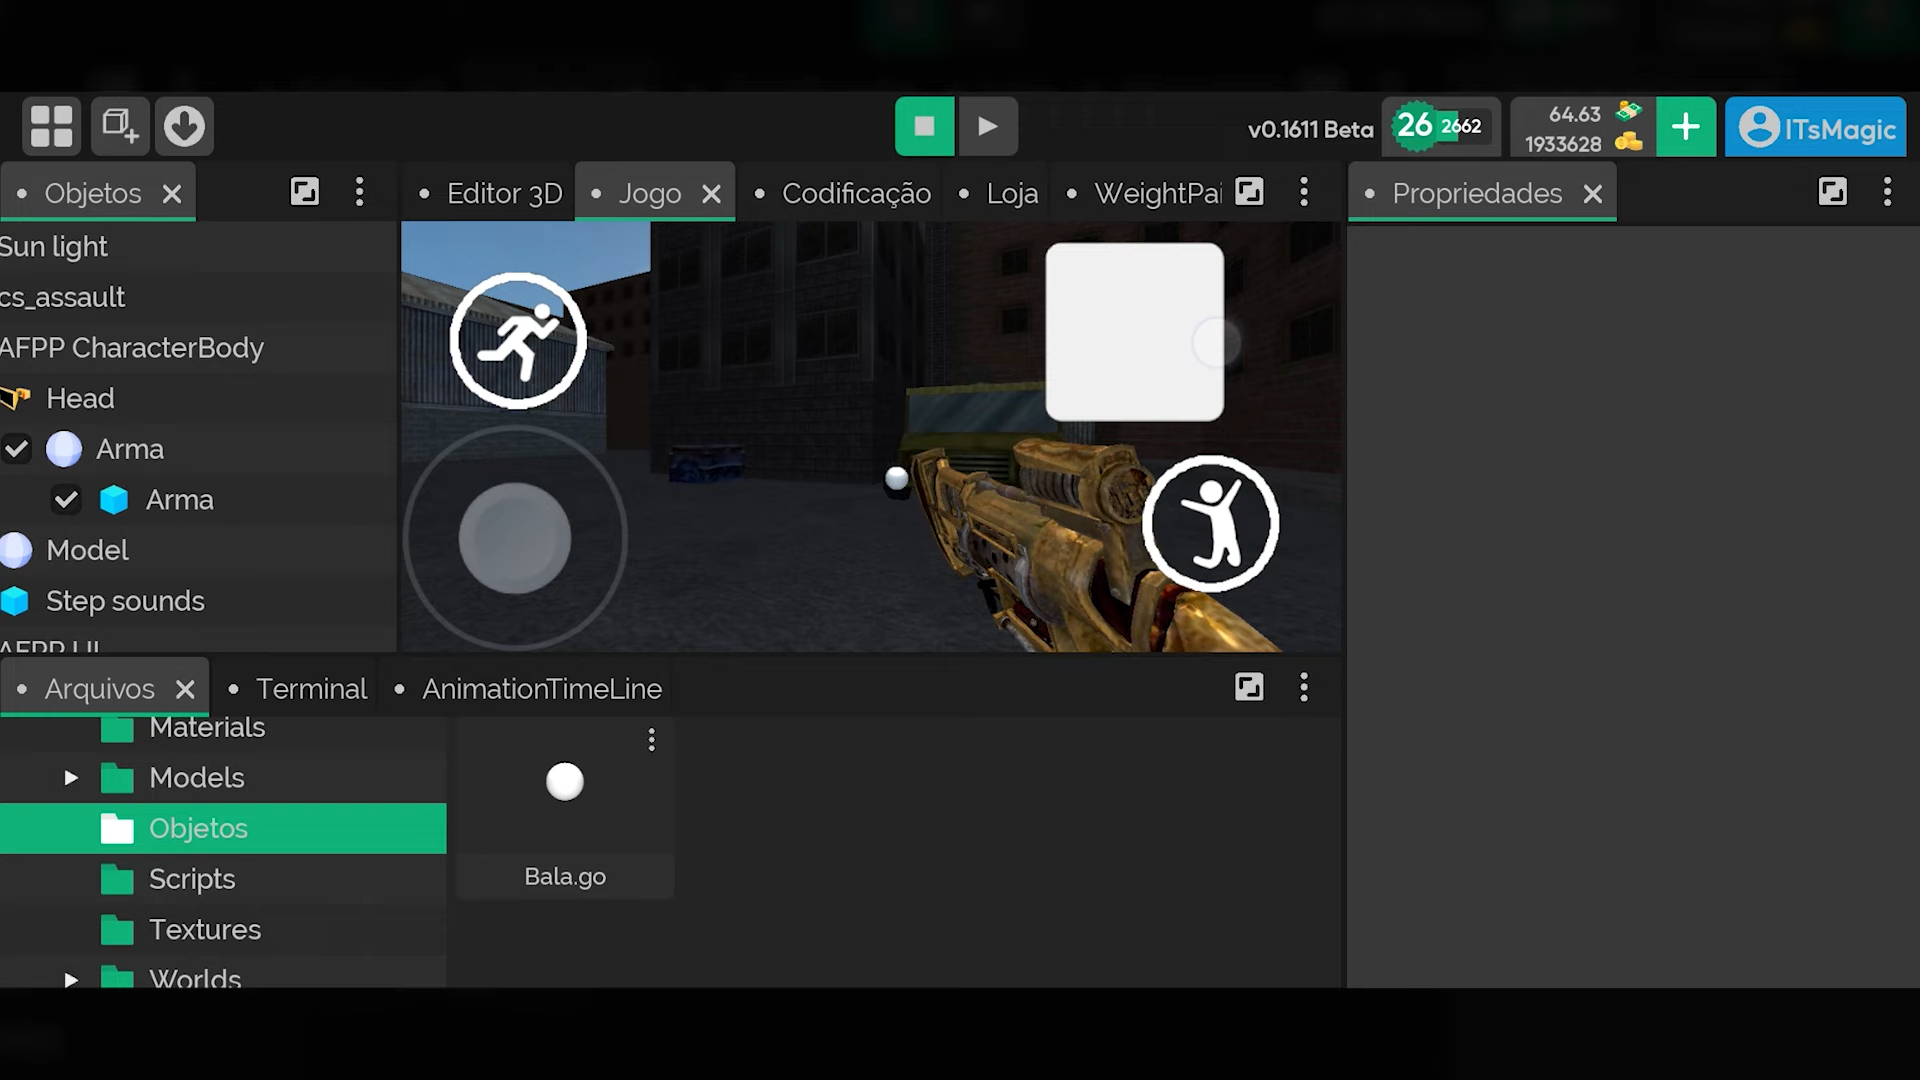 v0.1611 Beta
26 2662
64.63
1933628
ITsMagic
Objetos
Editor 3D
Jogo
Codificação
Loja
WeightPai
Propriedades
Sun light
cs_assault
AFPP CharacterBody
Head
Arma
Arma
Model
Step sounds
AFPP UI
Arquivos
Terminal
AnimationTimeLine
Materials
Models
Objetos
Scripts
Textures
Worlds
Bala.go